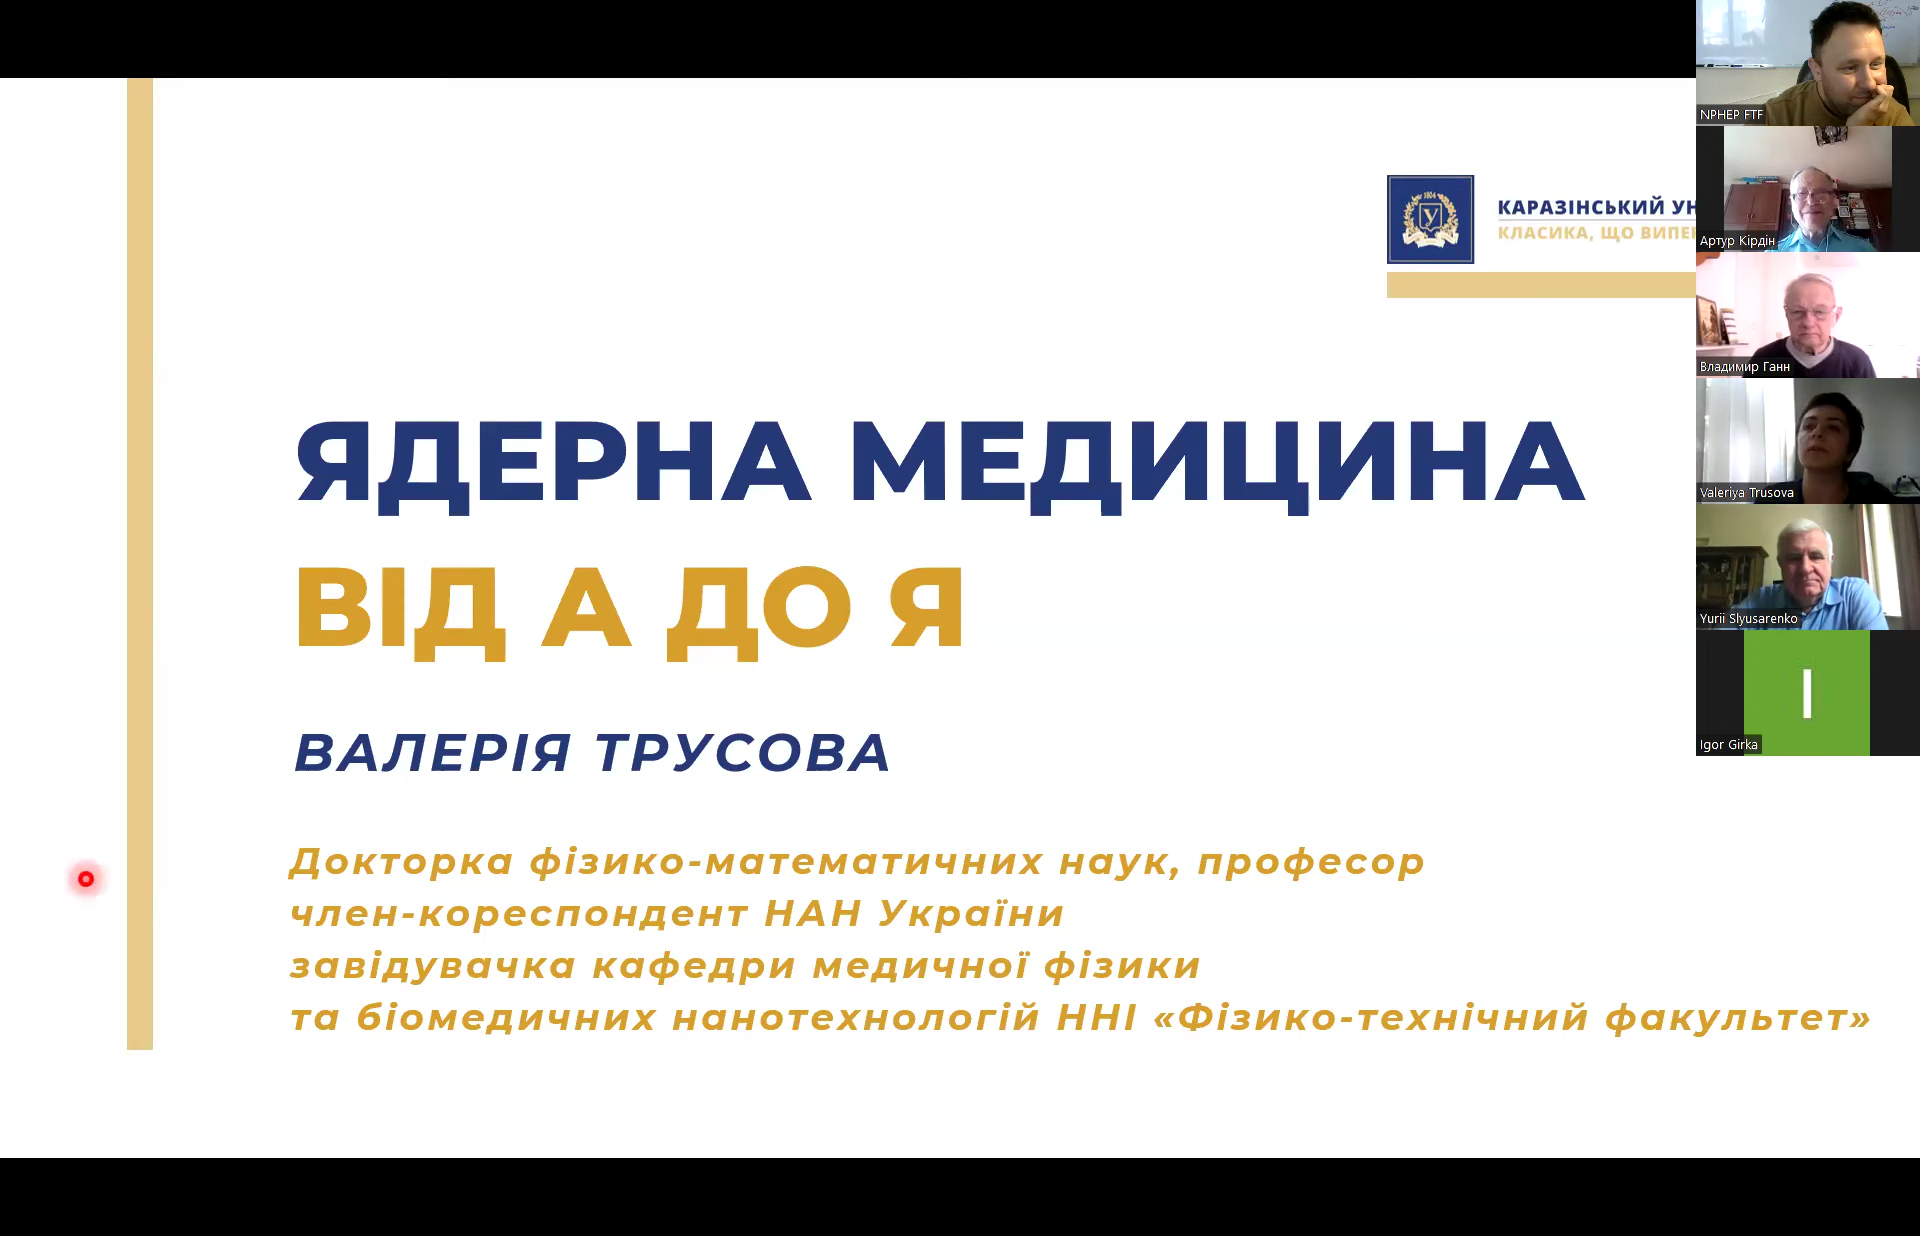 КАРАЗІНСЬКИЙ
КЛАСИКА, ЩО
ЯДЕРНА МЕДИЦИНА
ВІД А ДО Я
ВАЛЕРІЯ ТРУСОВА
Докторка фізико-математичних наук, професор
член-кореспондент НАН України
завідувачка кафедри медичної фізики
та біомедичних нанотехнологій ННІ «Фізико-технічний факультет»
NPHEP FTF
Артур Кірдін
Владимир Ганн
Valeriya Trusova
Yurii Slyusarenko
I
Igor Girka